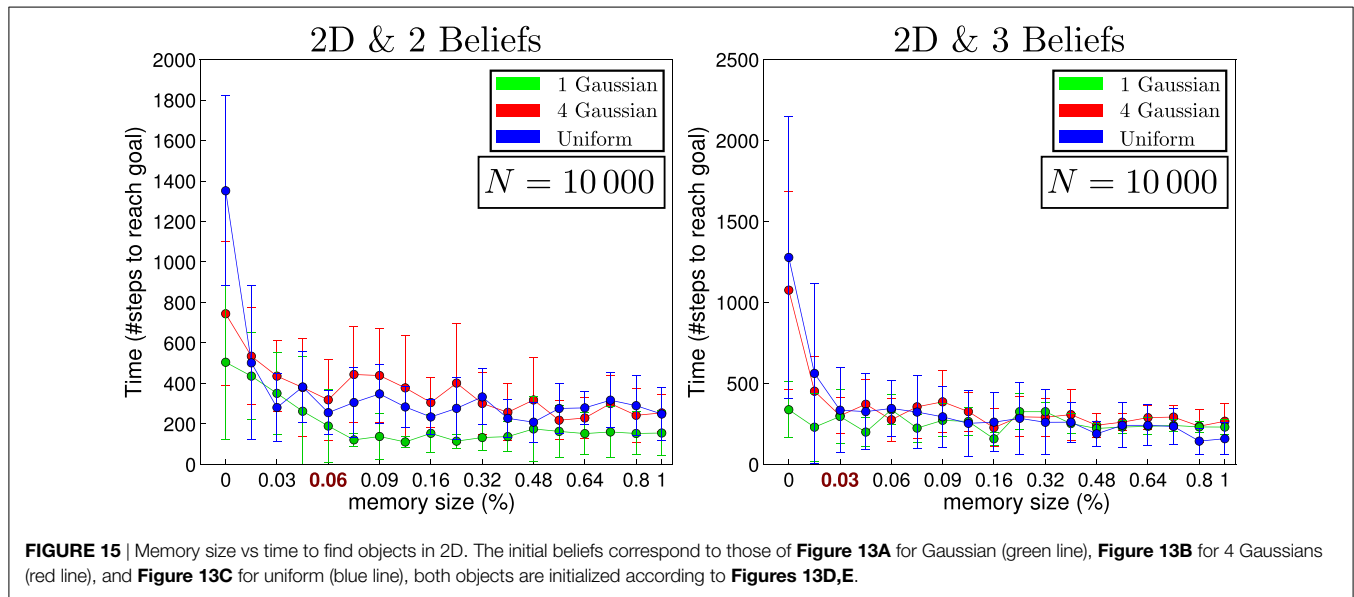 2D & 2 Beliefs
2000
1800
1600
1400
1200
1000
800
600
400
200
0
Time (#steps to reach goal)
1 Gaussian
4 Gaussian
Uniform
N = 10 000
0 0.03 0.06 0.09 0.16 0.32 0.48 0.64 0.8 1
memory size (%)
2D & 3 Beliefs
2500
2000
1500
1000
500
0
Time (#steps to reach goal)
1 Gaussian
4 Gaussian
Uniform
N = 10 000
0 0.03 0.06 0.09 0.16 0.32 0.48 0.64 0.8 1
memory size (%)
FIGURE 15 | Memory size vs time to find objects in 2D. The initial beliefs correspond to those of Figure 13A for Gaussian (green line), Figure 13B for 4 Gaussians
(red line), and Figure 13C for uniform (blue line), both objects are initialized according to Figures 13D,E.